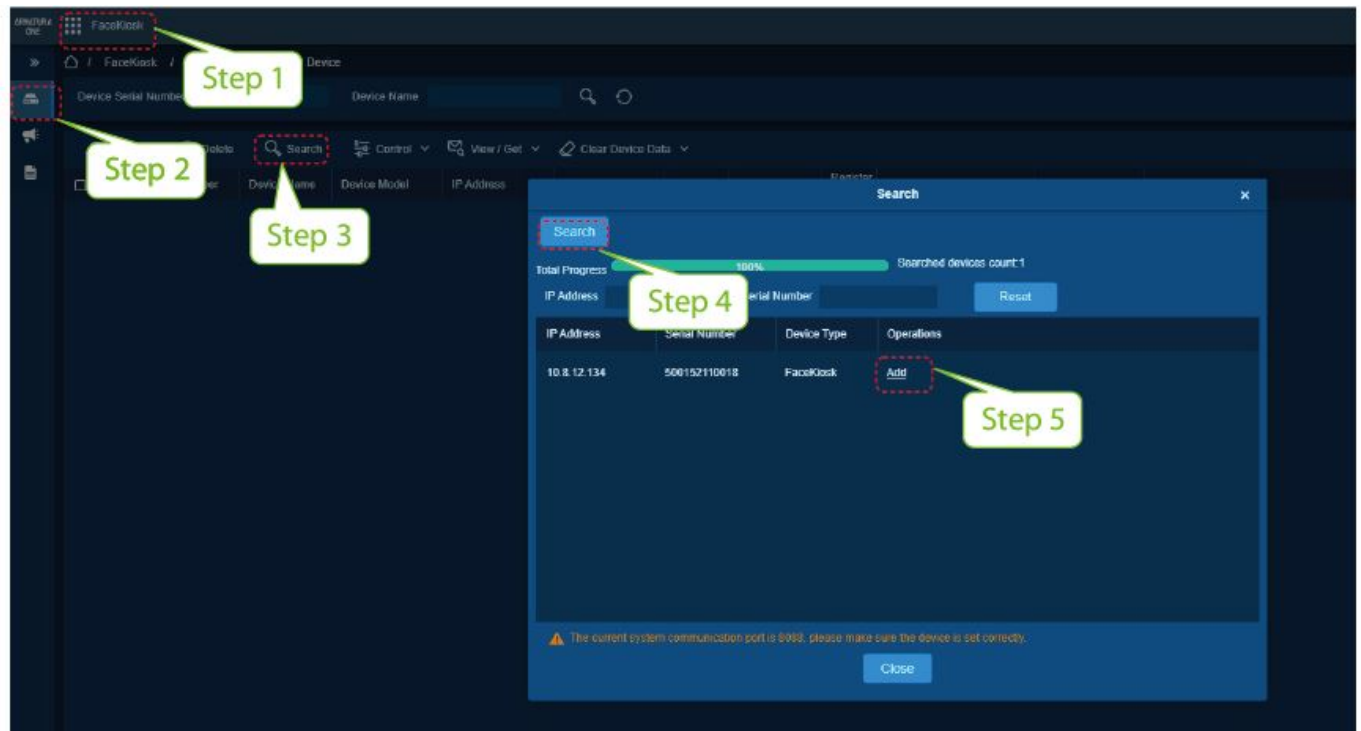 ARMATURA
ONE
FaceKiosk
Step 1
/ FaceKiosk / Device
Device Serial Number
Device Name
Step 2
Delete
Search
Control
View / Get
Clear Device Data
Device Name
Device Model
IP Address
Register
Step 3
Search
×
Search
Total Progress
100%
Searched devices count:1
IP Address
Step 4
Serial Number
Reset
IP Address
Serial Number
Device Type
Operations
10.8.12.134
500152110018
FaceKiosk
Add
Step 5
The current system communication port is 8088, please make sure the device is set correctly.
Close